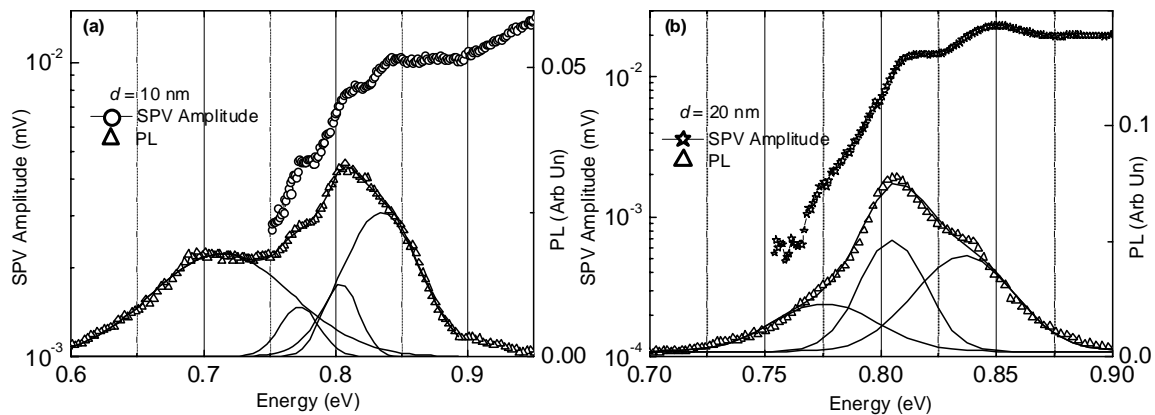 (a)
d = 10 nm
SPV Amplitude
PL
SPV Amplitude (mV)
10⁻²
10⁻³
0.6 0.7 0.8 0.9
Energy (eV)
0.05
0.00
PL (Arb Un)
(b)
d = 20 nm
SPV Amplitude
PL
SPV Amplitude (mV)
10⁻²
10⁻³
10⁻⁴
0.70 0.75 0.80 0.85 0.90
Energy (eV)
0.1
0.0
PL (Arb Un)